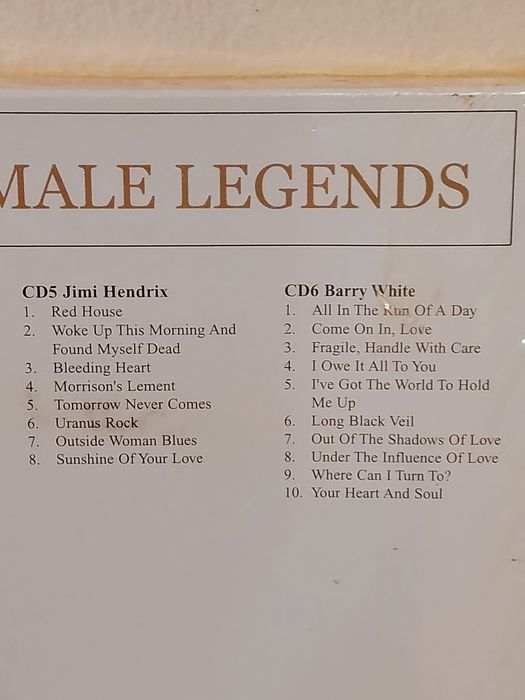 MALE LEGENDS
CD5 Jimi Hendrix
1. Red House
2. Woke Up This Morning And
Found Myself Dead
3. Bleeding Heart
4. Morrison's Lement
5. Tomorrow Never Comes
6. Uranus Rock
7. Outside Woman Blues
8. Sunshine Of Your Love
CD6 Barry White
1. All In The Run Of A Day
2. Come On In, Love
3. Fragile, Handle With Care
4. I Owe It All To You
5. I've Got The World To Hold
Me Up
6. Long Black Veil
7. Out Of The Shadows Of Love
8. Under The Influence Of Love
9. Where Can I Turn To?
10. Your Heart And Soul